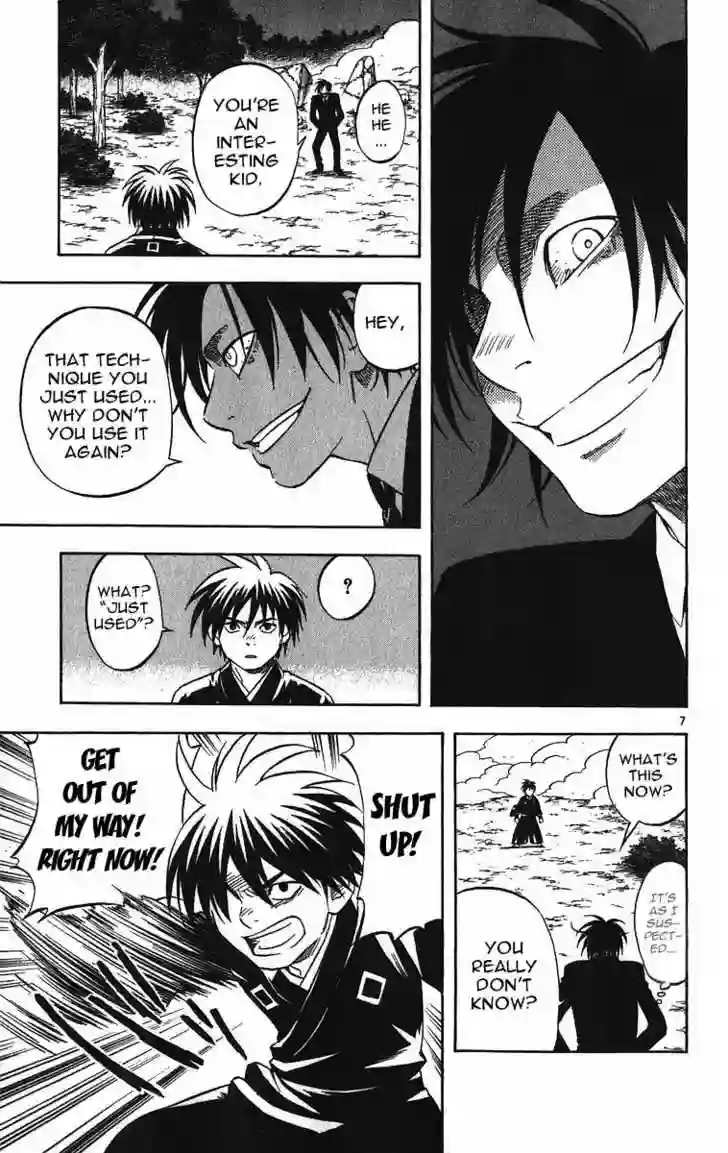 HE
HE
...
YOU'RE
AN
INTER-
ESTING
KID.
HEY,
THAT TECH-
NIQUE YOU
JUST USED...
WHY DON'T
YOU USE IT
AGAIN?
?
WHAT?
"JUST
USED"?
7
WHAT'S
THIS
NOW?
IT'S
AS I
SUS-
PECT-
ED...
YOU
REALLY
DON'T
KNOW?
SHUT
UP!
GET
OUT OF
MY WAY!
RIGHT NOW!